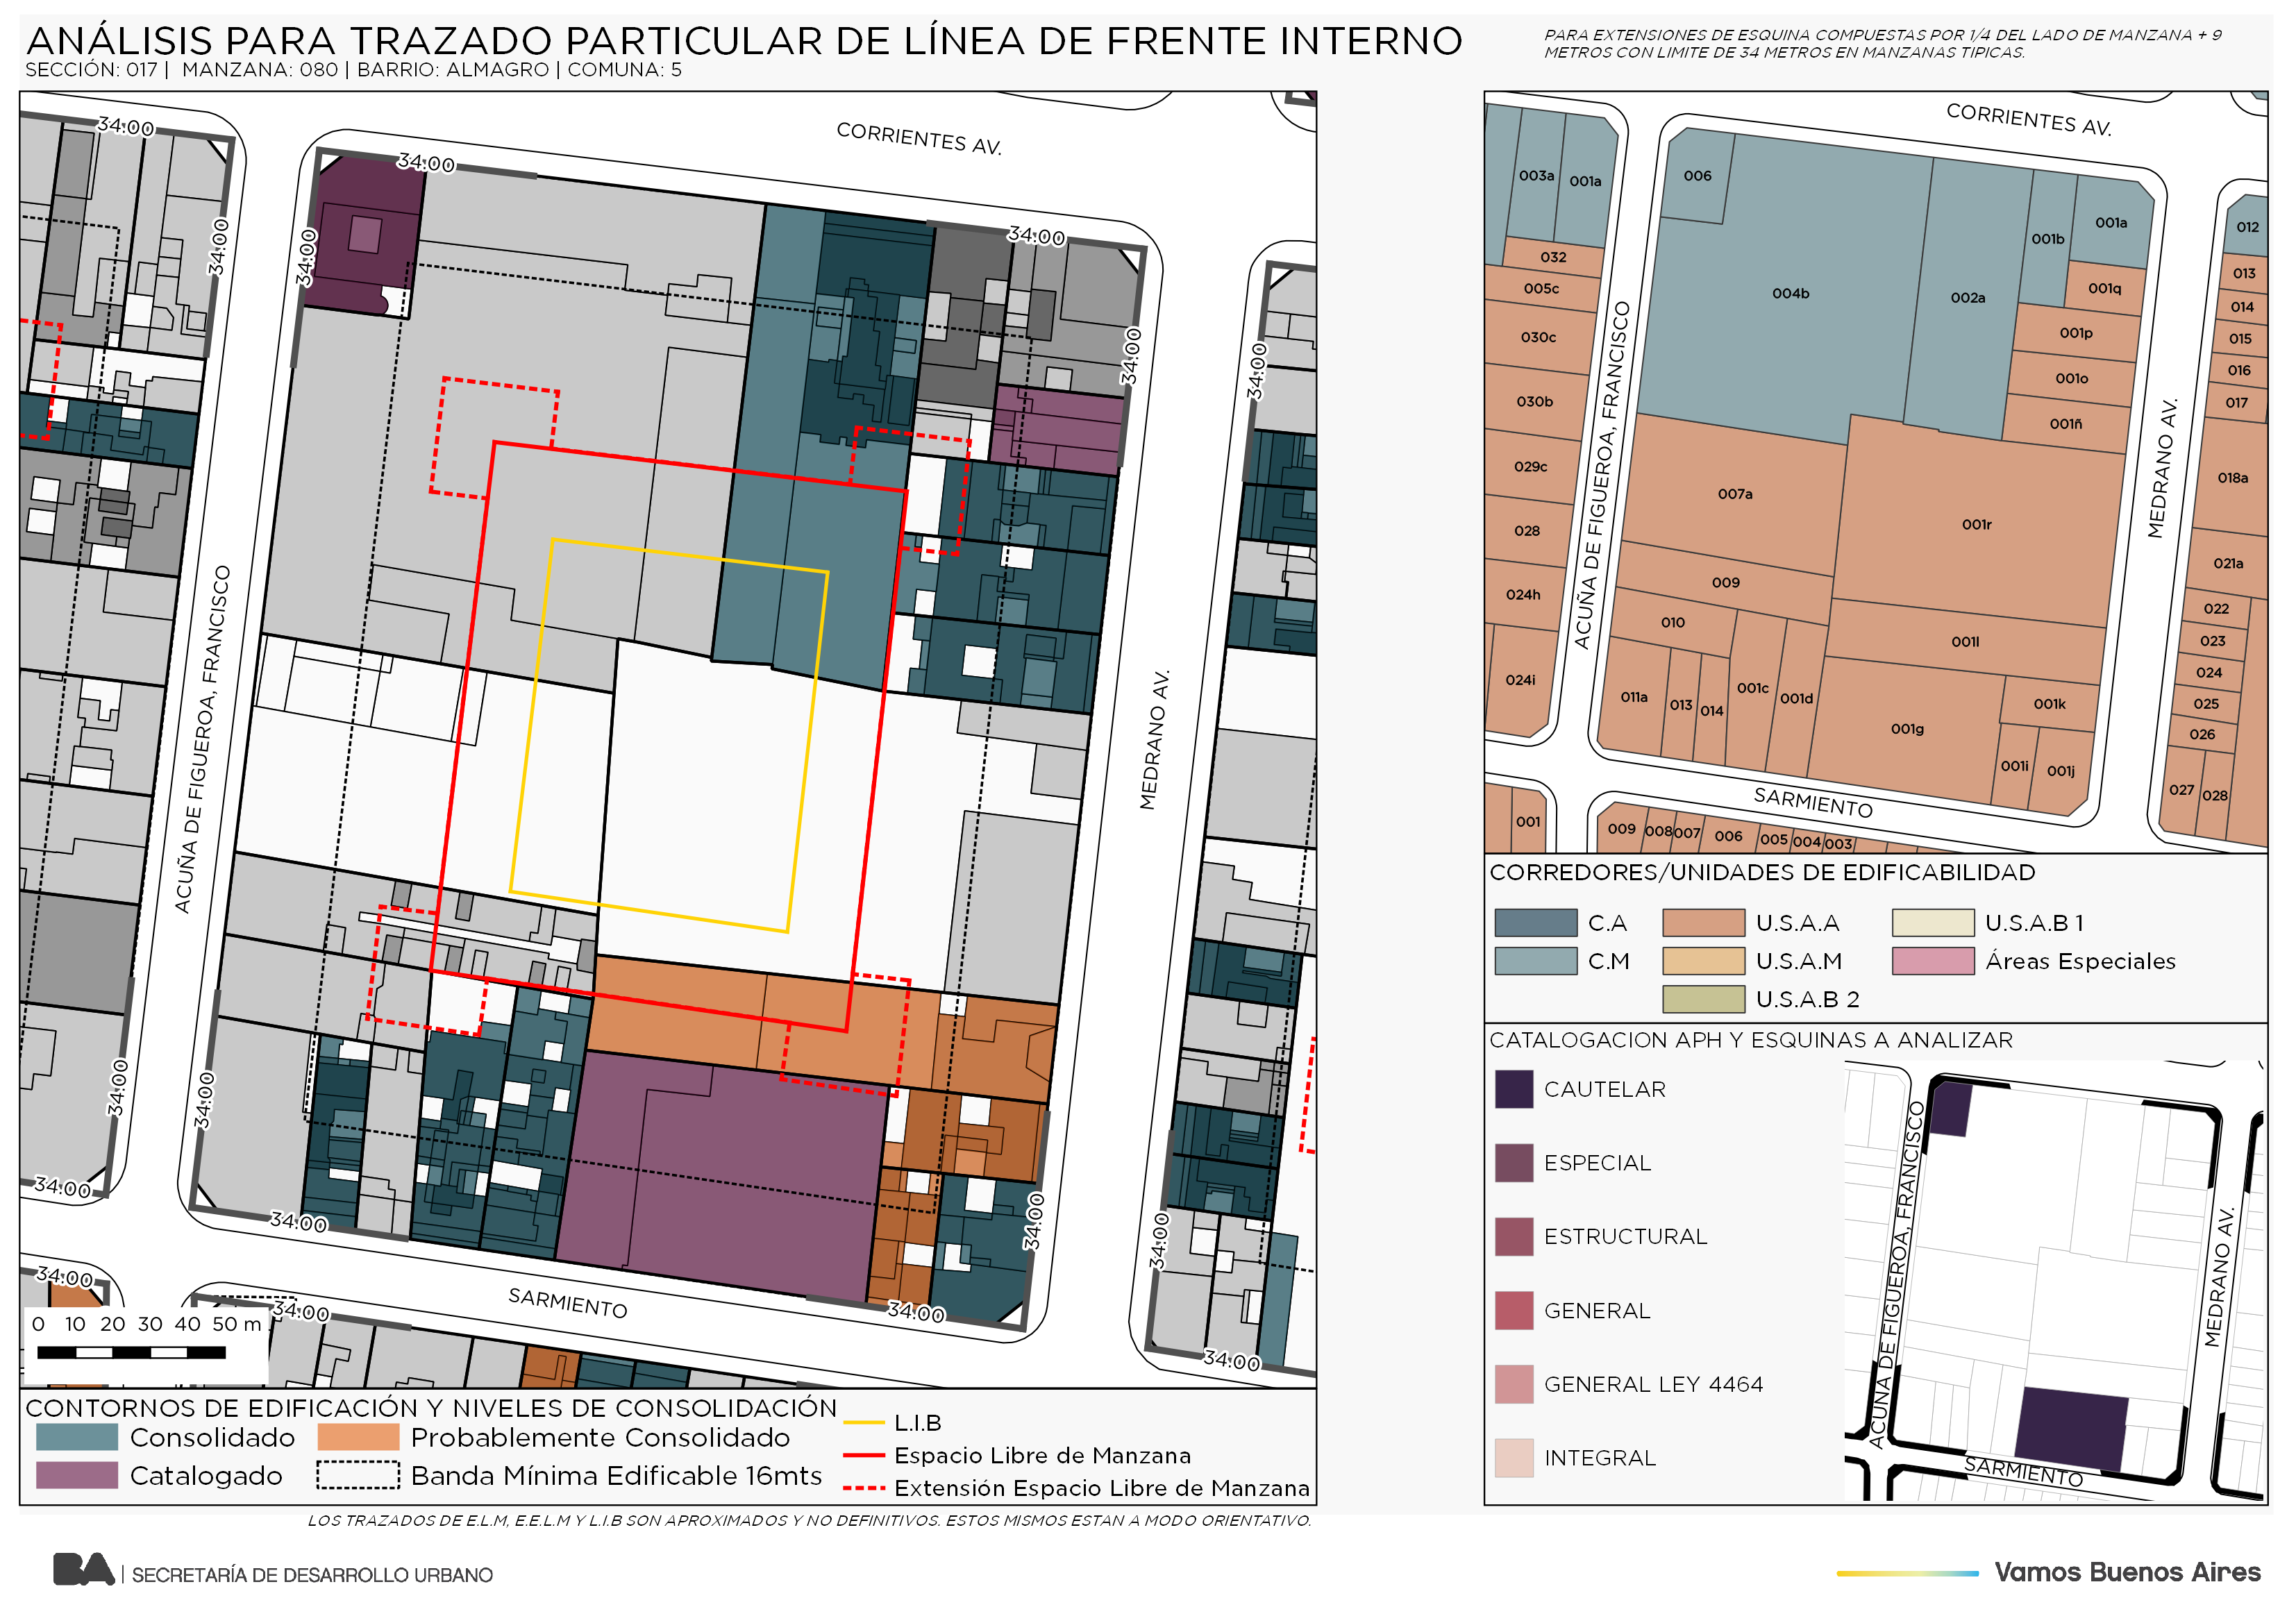 ANÁLISIS PARA TRAZADO PARTICULAR DE LÍNEA DE FRENTE INTERNO
SECCIÓN: 017 | MANZANA: 080 | BARRIO: ALMAGRO | COMUNA: 5
PARA EXTENSIONES DE ESQUINA COMPUESTAS POR 1/4 DEL LADO DE MANZANA + 9
METROS CON LIMITE DE 34 METROS EN MANZANAS TIPICAS.
CORRIENTES AV.
34.00
34.00
34.00
34.00
34.00
34.00
34.00
ACUÑA DE FIGUEROA, FRANCISCO
MEDRANO AV.
34.00
34.00
34.00
34.00
34.00
34.00
34.00
34.00
34.00
34.00
SARMIENTO
0 10 20 30 40 50 m
CONTORNOS DE EDIFICACIÓN Y NIVELES DE CONSOLIDACIÓN
Consolidado
Probablemente Consolidado
Catalogado
Banda Mínima Edificable 16mts
L.I.B
Espacio Libre de Manzana
Extensión Espacio Libre de Manzana
LOS TRAZADOS DE E.L.M, E.E.L.M Y L.I.B SON APROXIMADOS Y NO DEFINITIVOS. ESTOS MISMOS ESTAN A MODO ORIENTATIVO.
CORRIENTES AV.
003a
001a
006
001b
001a
012
032
005c
004b
002a
001q
013
014
030c
001p
015
001o
016
030b
001ñ
017
029c
007a
001r
018a
028
009
021a
024h
010
001l
022
023
024i
011a
013
014
001c
001d
001g
001k
024
025
026
001i
001j
027
028
ACUÑA DE FIGUEROA, FRANCISCO
MEDRANO AV.
SARMIENTO
001
009
008
007
006
005
004
003
CORREDORES/UNIDADES DE EDIFICABILIDAD
C.A
U.S.A.A
U.S.A.B 1
C.M
U.S.A.M
Áreas Especiales
U.S.A.B 2
CATALOGACION APH Y ESQUINAS A ANALIZAR
CAUTELAR
ESPECIAL
ESTRUCTURAL
GENERAL
GENERAL LEY 4464
INTEGRAL
ACUÑA DE FIGUEROA, FRANCISCO
MEDRANO AV.
SARMIENTO
BA | SECRETARÍA DE DESARROLLO URBANO
Vamos Buenos Aires